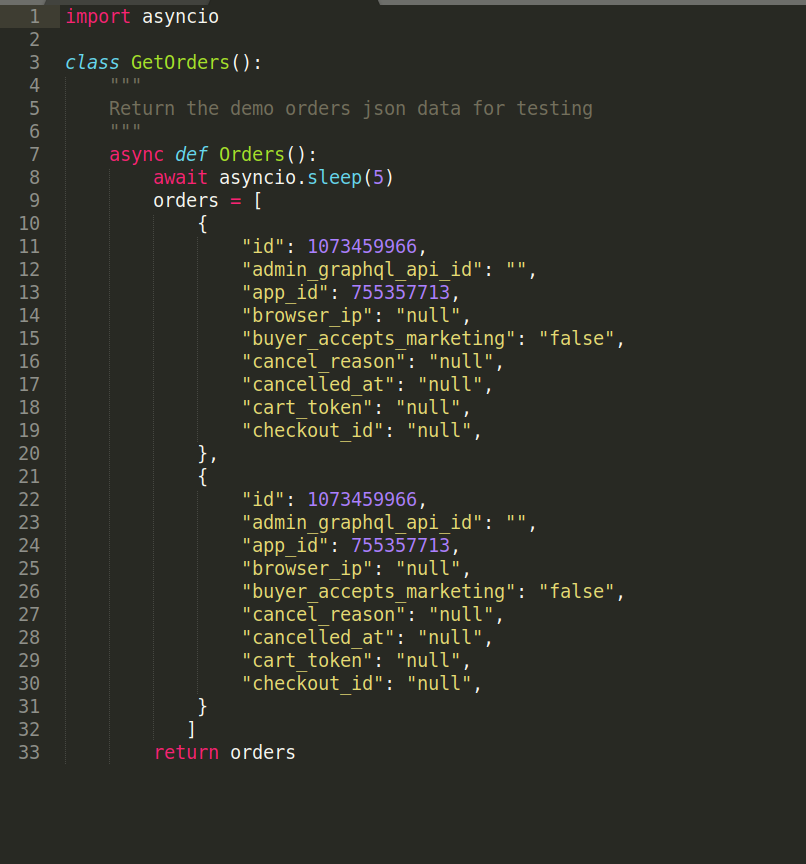 1 import asyncio
2
3 class GetOrders():
4     """
5     Return the demo orders json data for testing
6     """
7     async def Orders():
8         await asyncio.sleep(5)
9         orders = [
10             {
11                 "id": 1073459966,
12                 "admin_graphql_api_id": "",
13                 "app_id": 755357713,
14                 "browser_ip": "null",
15                 "buyer_accepts_marketing": "false",
16                 "cancel_reason": "null",
17                 "cancelled_at": "null",
18                 "cart_token": "null",
19                 "checkout_id": "null",
20             },
21             {
22                 "id": 1073459966,
23                 "admin_graphql_api_id": "",
24                 "app_id": 755357713,
25                 "browser_ip": "null",
26                 "buyer_accepts_marketing": "false",
27                 "cancel_reason": "null",
28                 "cancelled_at": "null",
29                 "cart_token": "null",
30                 "checkout_id": "null",
31             }
32            ]
33         return orders